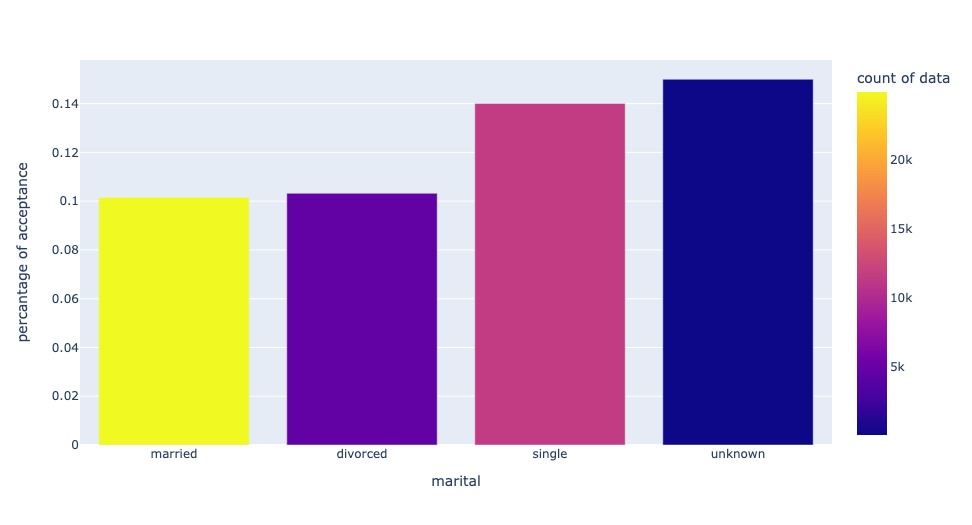 count of data
20k
15k
10k
5k
percantage of acceptance
0.14
0.12
0.1
0.08
0.06
0.04
0.02
0
married divorced single unknown
marital